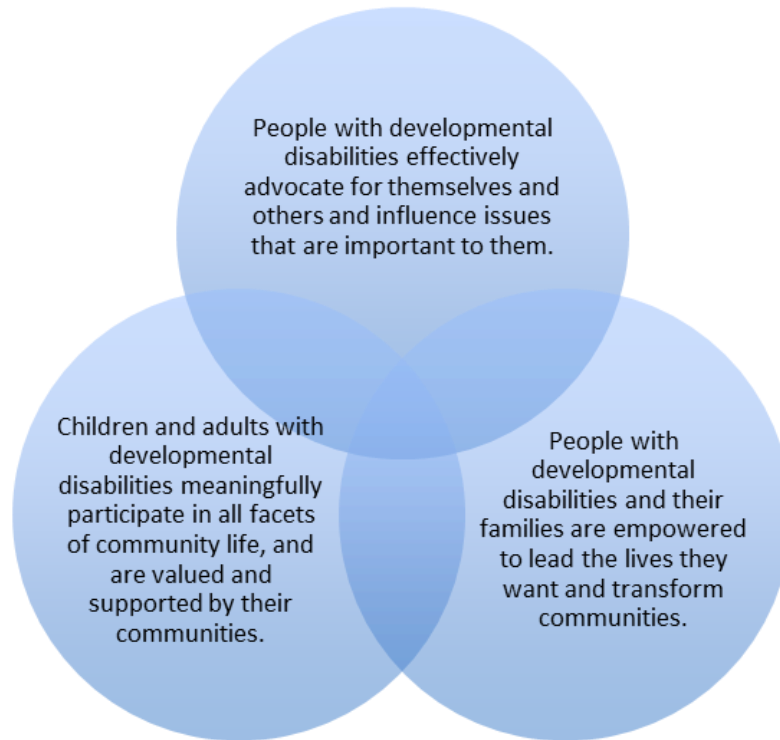 People with developmental
disabilities effectively
advocate for themselves and
others and influence issues
that are important to them.
Children and adults with
developmental
disabilities meaningfully
participate in all facets
of community life, and
are valued and
supported by their
communities.
People with
developmental
disabilities and their
families are empowered
to lead the lives they
want and transform
communities.